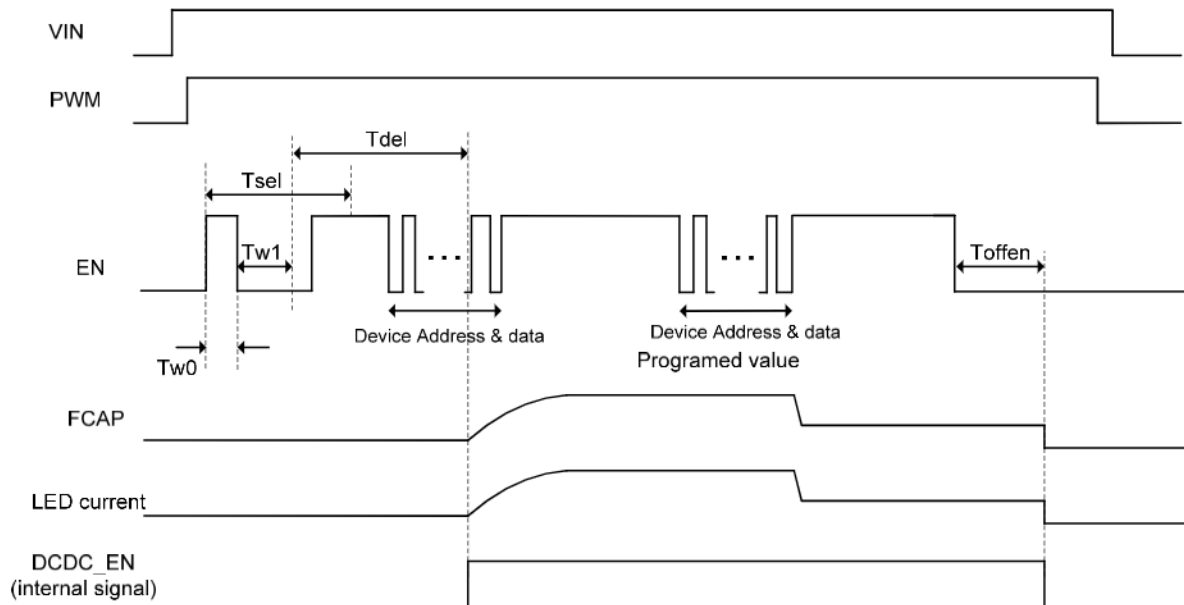 VIN
PWM
Tdel
Tsel
Tw1
Toffen
EN
Device Address & data
Device Address & data
Programed value
Tw0
FCAP
LED current
DCDC_EN
(internal signal)